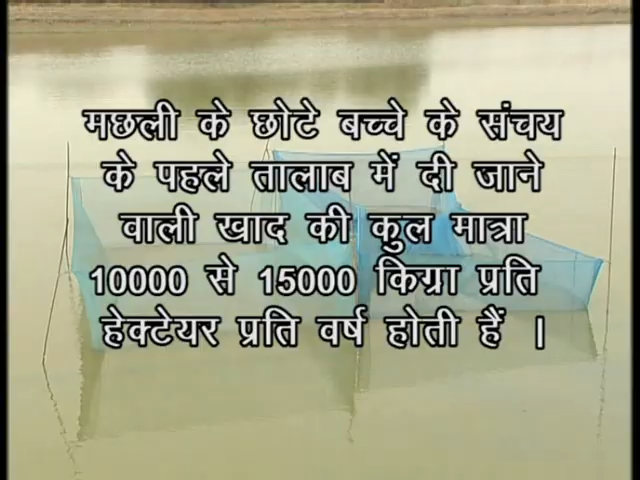 मछली के छोटे बच्चे के संचय
के पहले तालाब में दी जाने
वाली खाद की कुल मात्रा
10000 से 15000 किग्रा प्रति
हेक्टेयर प्रति वर्ष होती हैं ।